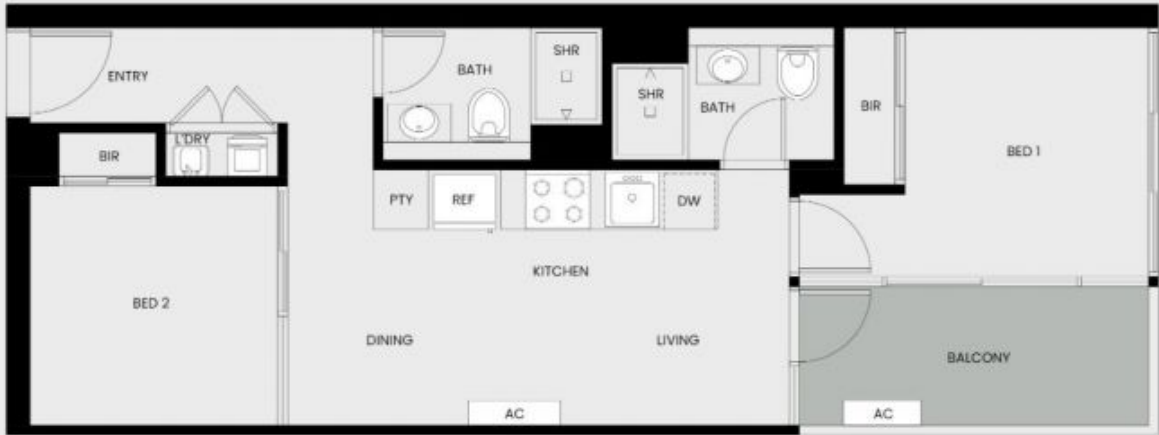 SHR
BATH
ENTRY
SHR
BATH
BIR
L'DRY
BIR
BED 1
PTY
REF
DW
KITCHEN
BED 2
DINING
LIVING
BALCONY
AC
AC